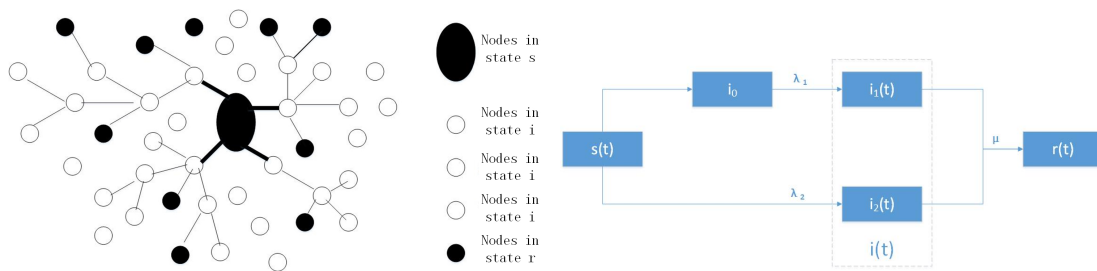 Nodes in
state s
Nodes in
state i
Nodes in
state i
Nodes in
state i
Nodes in
state r
s(t)
i₀
λ₁
i₁(t)
λ₂
i₂(t)
i(t)
μ
r(t)